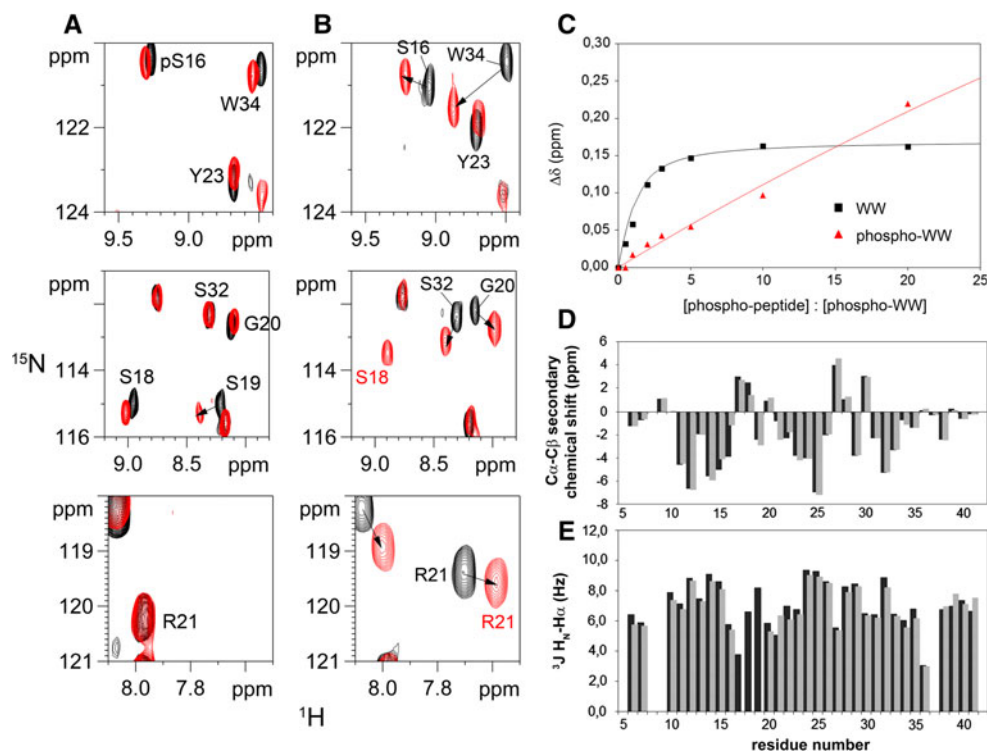 A
B
C
ppm
pS16
W34
122
Y23
124
9.5 9.0 ppm
ppm
S16
W34
122
Y23
124
9.5 9.0 ppm
0,30
0,25
0,20
0,15
0,10
0,05
0,00
Δδ (ppm)
WW
phospho-WW
0 5 10 15 20 25
[phospho-peptide] : [phospho-WW]
ppm
S32
G20
114
S18
S19
116
9.0 8.5 ppm
¹⁵N
ppm
S32
G20
114
S18
116
9.0 8.5 ppm
D
6
4
2
0
-2
-4
-6
-8
Cα-Cβ secondary
chemical shift (ppm)
5 10 15 20 25 30 35 40
ppm
119
120
R21
121
8.0 7.8 ppm
ppm
119
R21
120
R21
121
8.0 7.8 ppm
¹H
E
12,0
10,0
8,0
6,0
4,0
2,0
0,0
³J H_N-Hα (Hz)
5 10 15 20 25 30 35 40
residue number